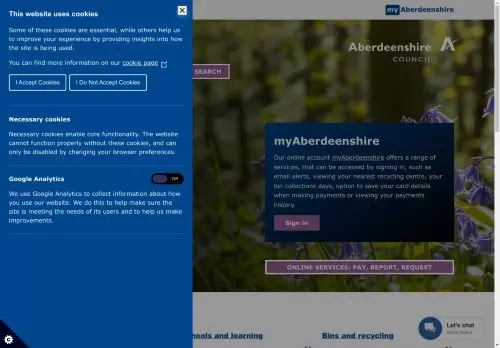 This website uses cookies
Some of these cookies are essential, while others help us
to improve your experience by providing insights into how
the site is being used.
You can find more information on our cookie page
I Accept Cookies
I Do Not Accept Cookies
Necessary cookies
Necessary cookies enable core functionality. The website
cannot function properly without these cookies, and can
only be disabled by changing your browser preferences.
Google Analytics
Off
We use Google Analytics to collect information about how
you use our website. We do this to help make sure the
site is meeting the needs of its users and to help us make
improvements.
myAberdeenshire
Aberdeenshire
COUNCIL
SEARCH
myAberdeenshire
Our online account myAberdeenshire offers a range of
services, that can be accessed by signing in, such as
email alerts, viewing your nearest recycling centre, your
bin collections days, option to save your card details
when making payments or viewing your payments
history.
Sign in
ONLINE SERVICES: PAY, REPORT, REQUEST
hools and learning
Bins and recycling
Let's chat